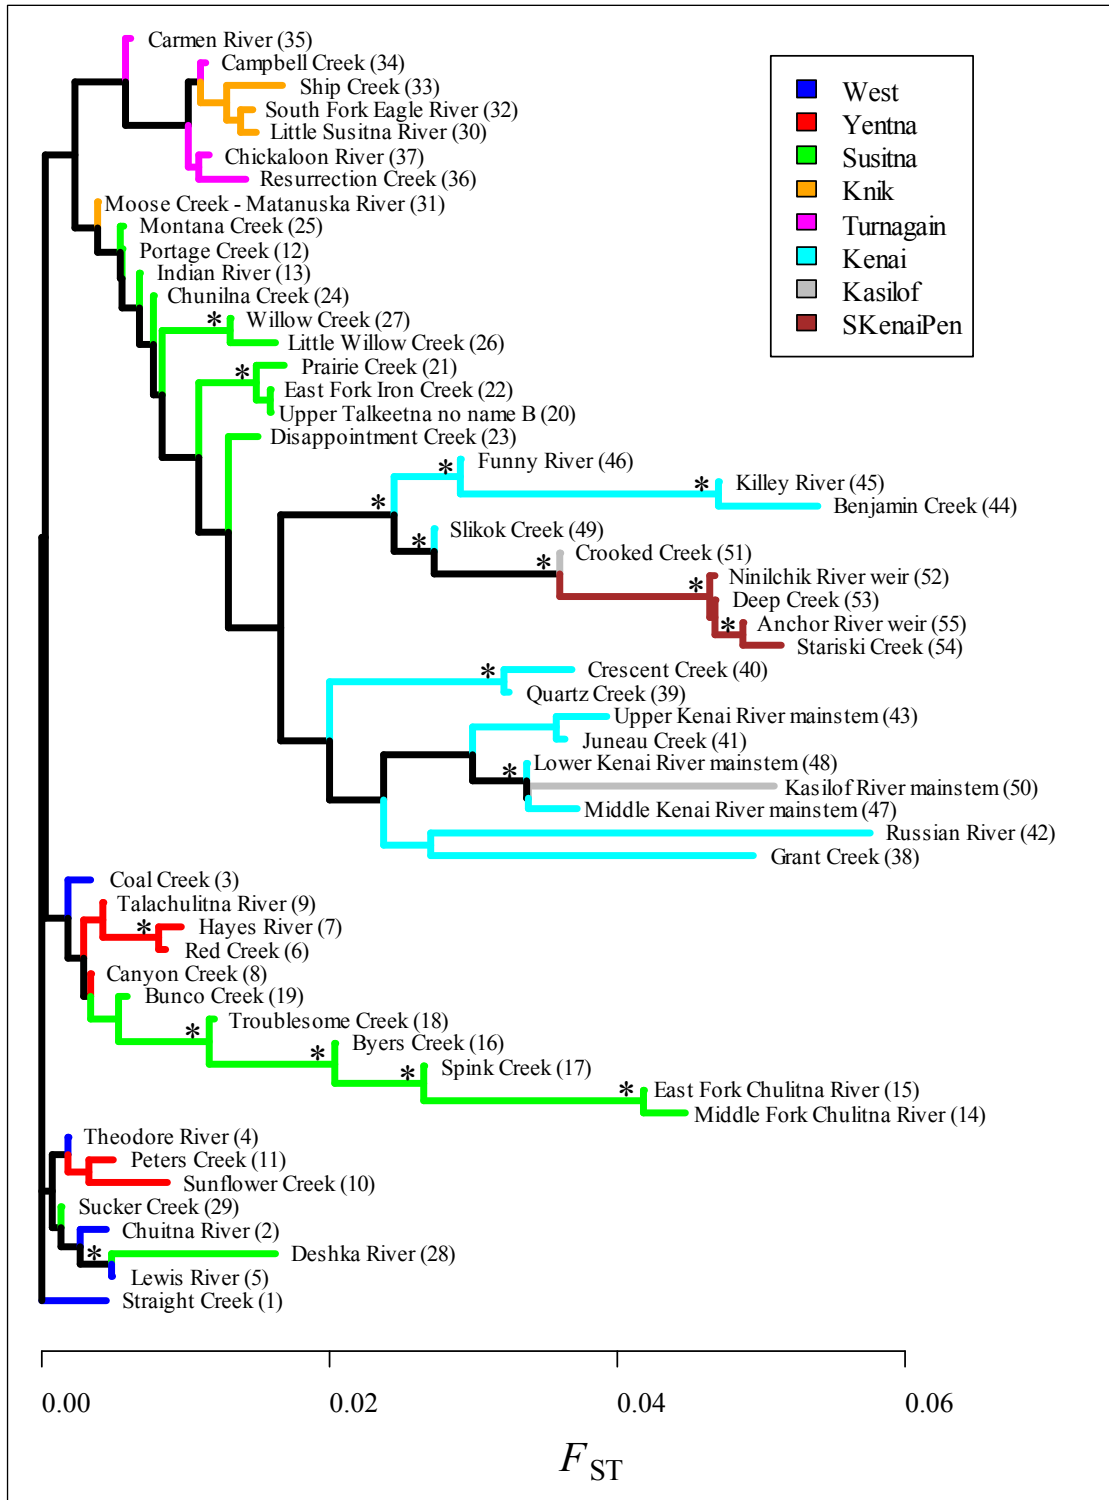 Carmen River (35)
Campbell Creek (34)
Ship Creek (33)
South Fork Eagle River (32)
Little Susitna River (30)
Chickaloon River (37)
Resurrection Creek (36)
Moose Creek - Matanuska River (31)
Montana Creek (25)
Portage Creek (12)
Indian River (13)
Chunilna Creek (24)
* Willow Creek (27)
Little Willow Creek (26)
* Prairie Creek (21)
East Fork Iron Creek (22)
Upper Talkeetna no name B (20)
Disappointment Creek (23)
* Funny River (46)
* Killey River (45)
Benjamin Creek (44)
*
* Slikok Creek (49)
* Crooked Creek (51)
* Ninilchik River weir (52)
Deep Creek (53)
* Anchor River weir (55)
Stariski Creek (54)
* Crescent Creek (40)
Quartz Creek (39)
Upper Kenai River mainstem (43)
Juneau Creek (41)
* Lower Kenai River mainstem (48)
Kasilof River mainstem (50)
Middle Kenai River mainstem (47)
Russian River (42)
Grant Creek (38)
Coal Creek (3)
Talachulitna River (9)
* Hayes River (7)
Red Creek (6)
Canyon Creek (8)
Bunco Creek (19)
* Troublesome Creek (18)
* Byers Creek (16)
* Spink Creek (17)
* East Fork Chulitna River (15)
Middle Fork Chulitna River (14)
Theodore River (4)
Peters Creek (11)
Sunflower Creek (10)
Sucker Creek (29)
Chuitna River (2)
* Deshka River (28)
Lewis River (5)
Straight Creek (1)
West
Yentna
Susitna
Knik
Turnagain
Kenai
Kasilof
SKenaiPen
0.00 0.02 0.04 0.06
FST